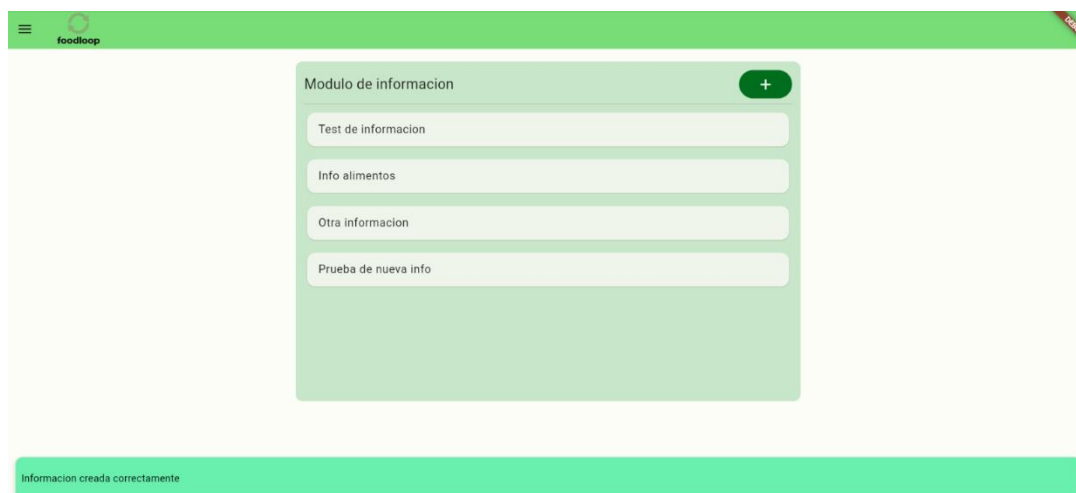 foodloop
Modulo de informacion
+
Test de informacion
Info alimentos
Otra informacion
Prueba de nueva info
Informacion creada correctamente